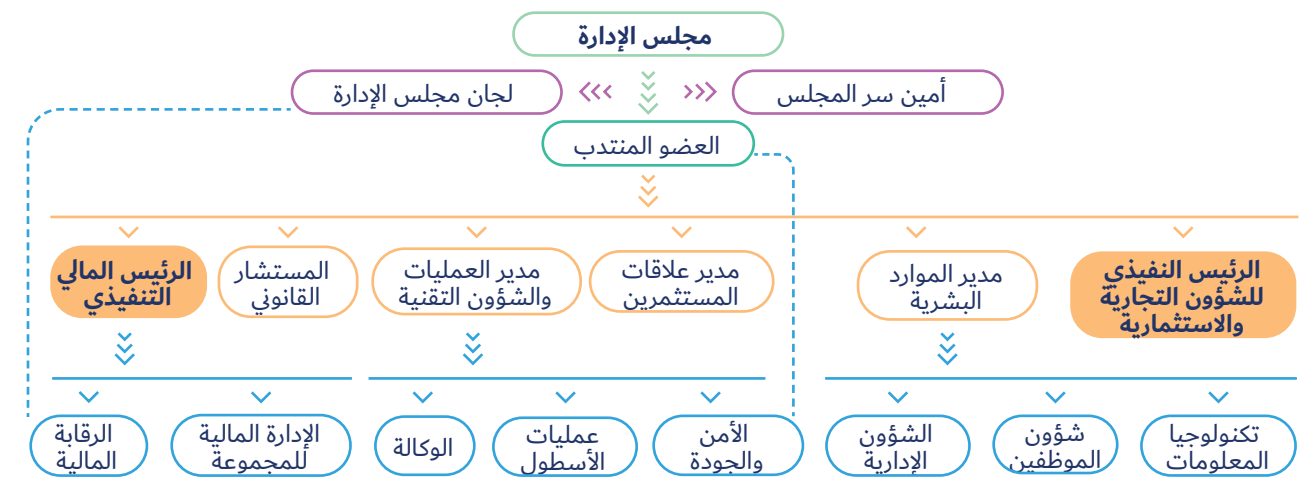 مجلس الإدارة
أمين سر المجلس
لجان مجلس الإدارة
العضو المنتدب
الرئيس النفيذي
للشؤون التجارية
والاستثمارية
مدير الموارد
البشرية
مدير علاقات
المستثمرين
مدير العمليات
والشؤون التقنية
المستشار
القانوني
الرئيس المالي
التنفيذي
تكنولوجيا
المعلومات
شؤون
الموظفين
الشؤون
الإدارية
الأمن
والجودة
عمليات
الأسطول
الوكالة
الإدارة المالية
للمجموعة
الرقابة
المالية